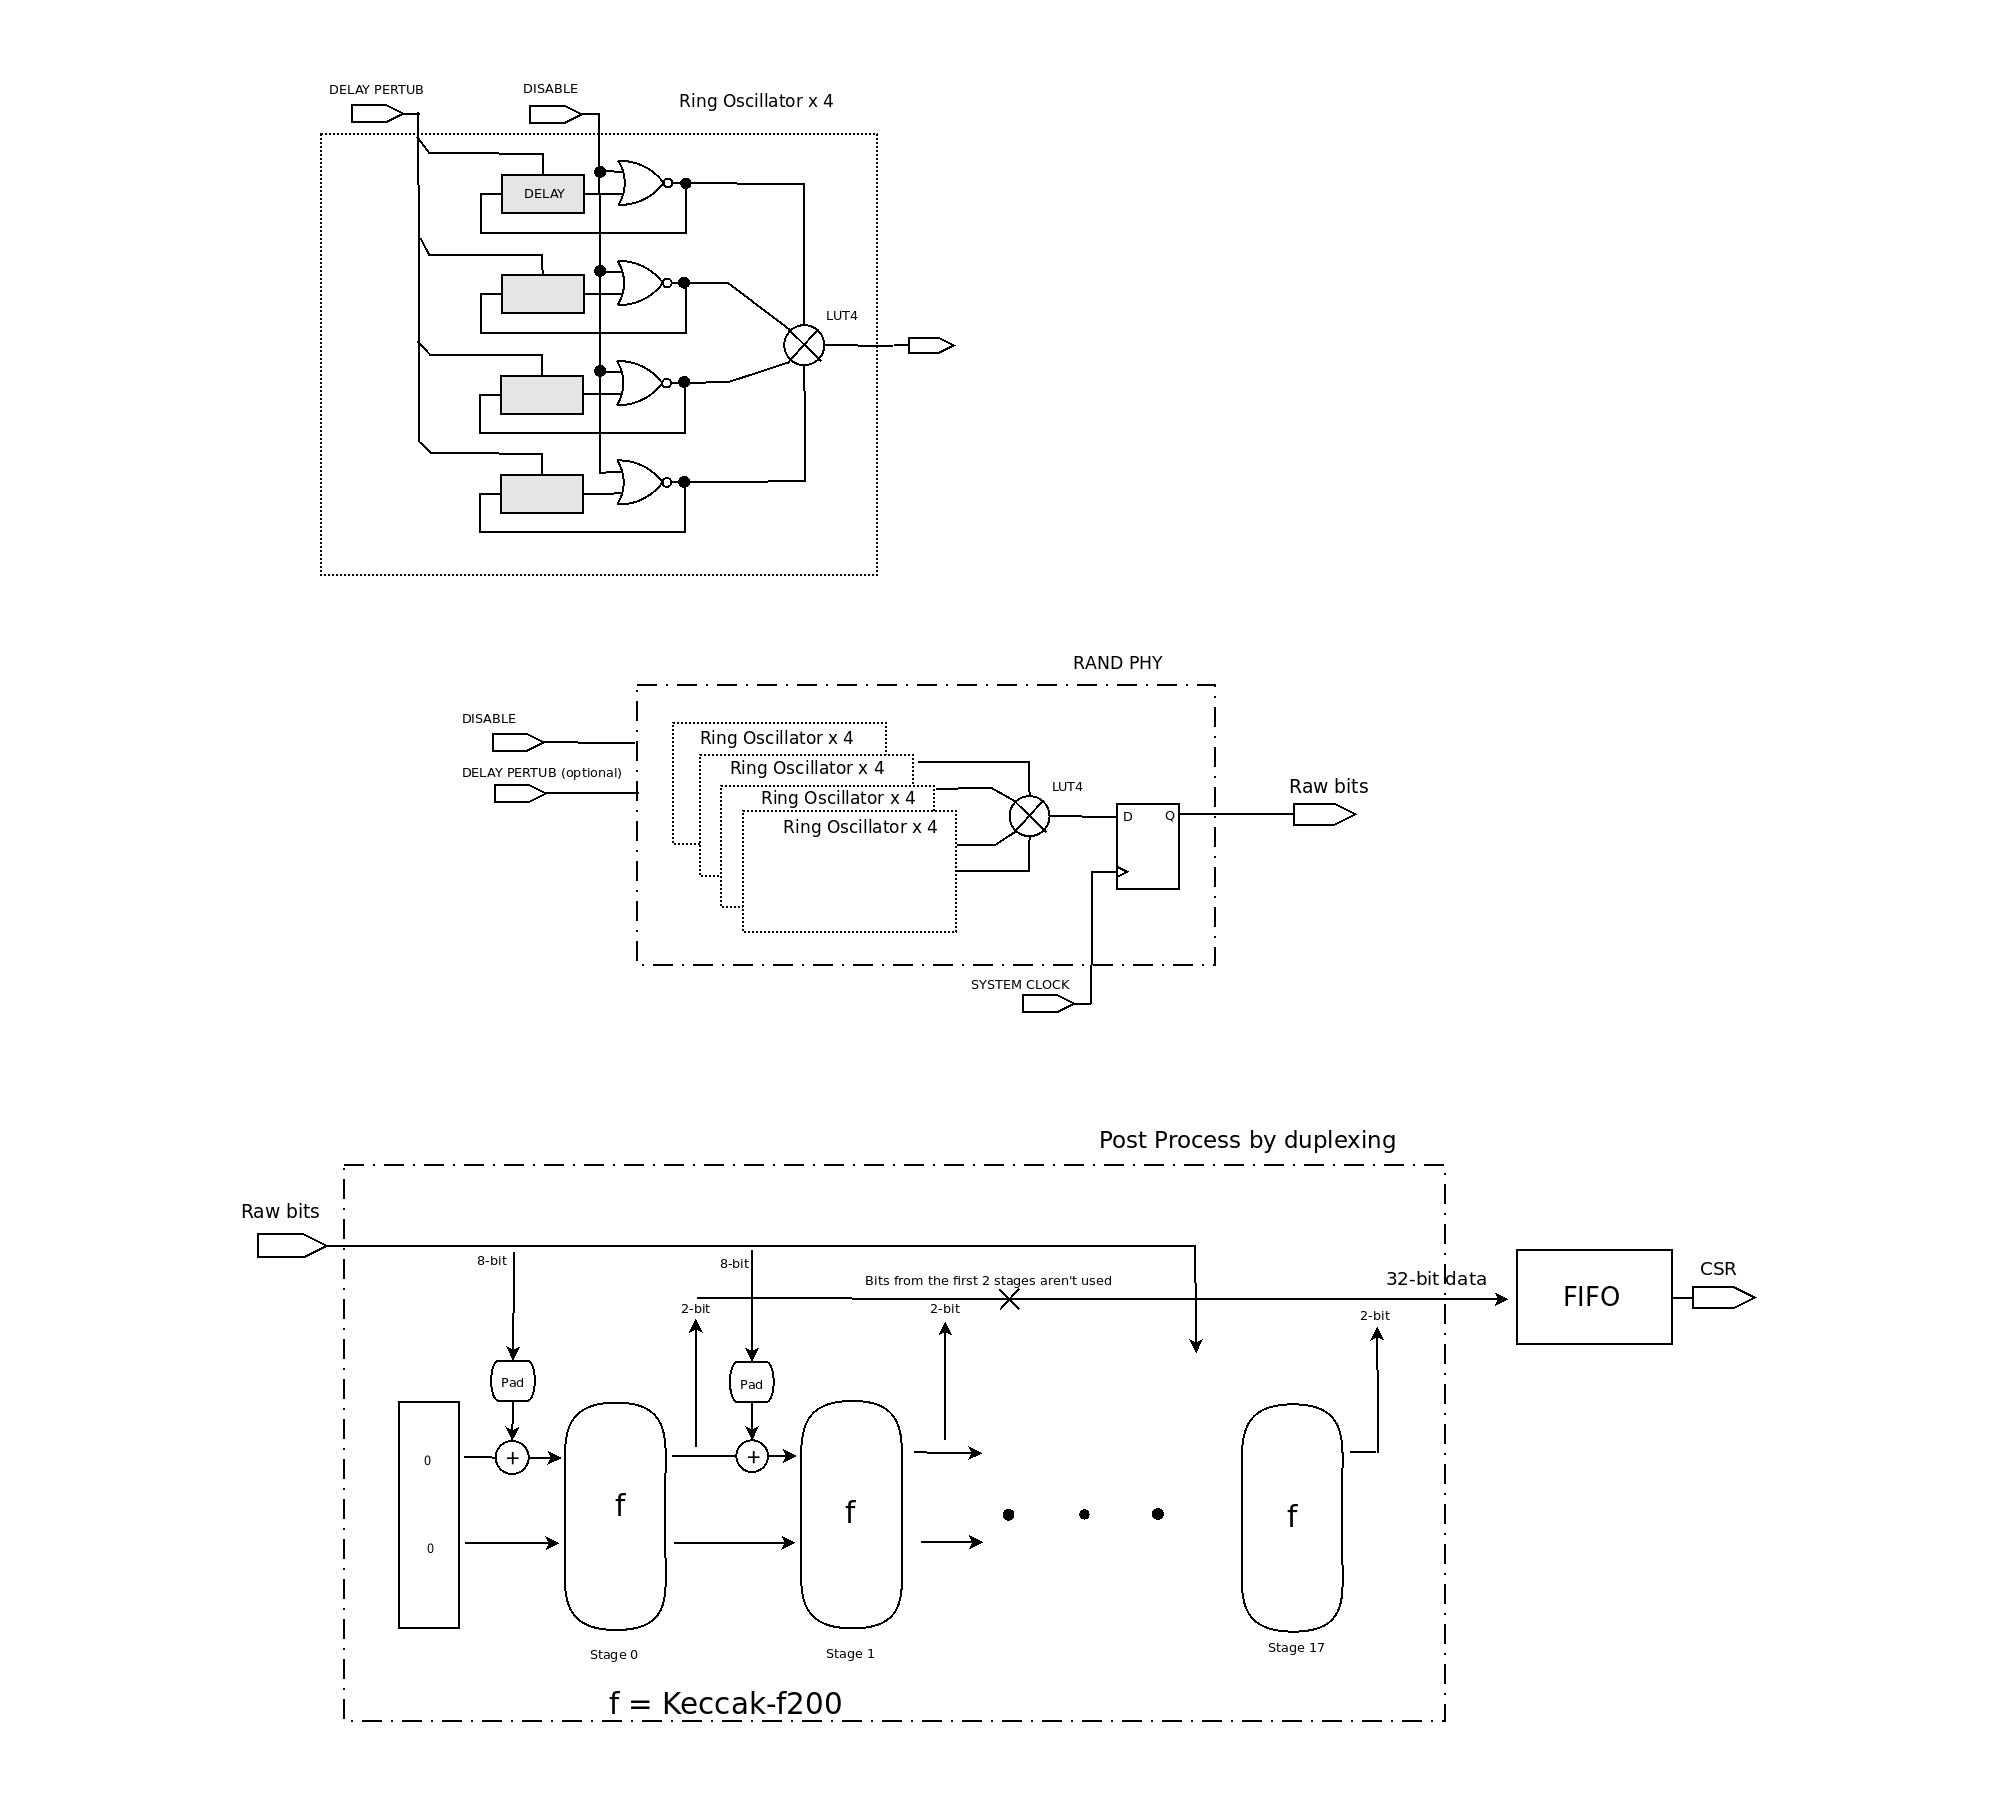 DELAY PERTUB
DISABLE
Ring Oscillator x 4
DELAY
LUT4
RAND PHY
DISABLE
DELAY PERTUB (optional)
Ring Oscillator x 4
Ring Oscillator x 4
Ring Oscillator x 4
Ring Oscillator x 4
LUT4
D
Q
Raw bits
SYSTEM CLOCK
Post Process by duplexing
Raw bits
8-bit
8-bit
Bits from the first 2 stages aren't used
32-bit data
CSR
FIFO
2-bit
2-bit
2-bit
Pad
Pad
0
+
+
0
f
f
f
Stage 0
Stage 1
Stage 17
f = Keccak-f200